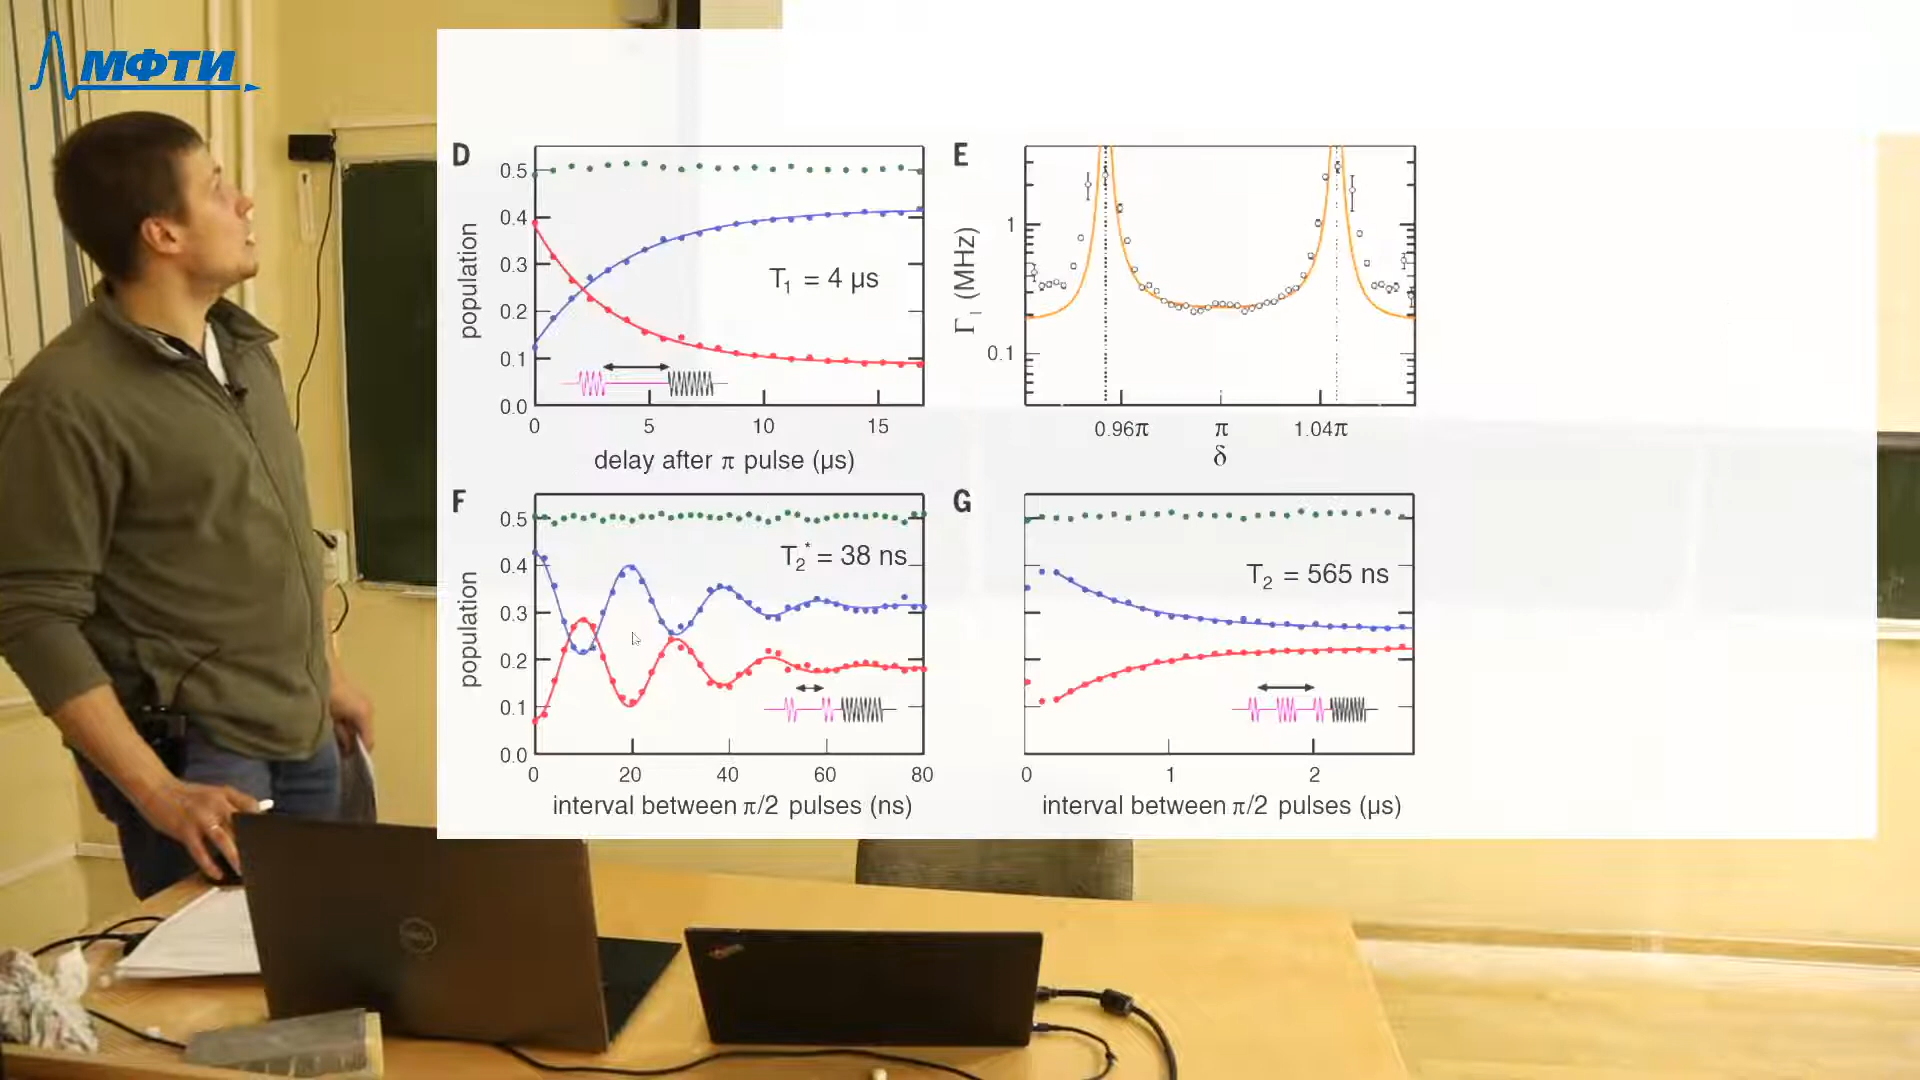 МФТИ
D
population
0.5
0.4
0.3
0.2
0.1
0.0
T1 = 4 µs
0 5 10 15
delay after π pulse (µs)
E
Γ1 (MHz)
1
0.1
0.96π π 1.04π
δ
F
population
0.5
0.4
0.3
0.2
0.1
0.0
T2* = 38 ns
0 20 40 60 80
interval between π/2 pulses (ns)
G
T2 = 565 ns
0 1 2
interval between π/2 pulses (µs)
DELL